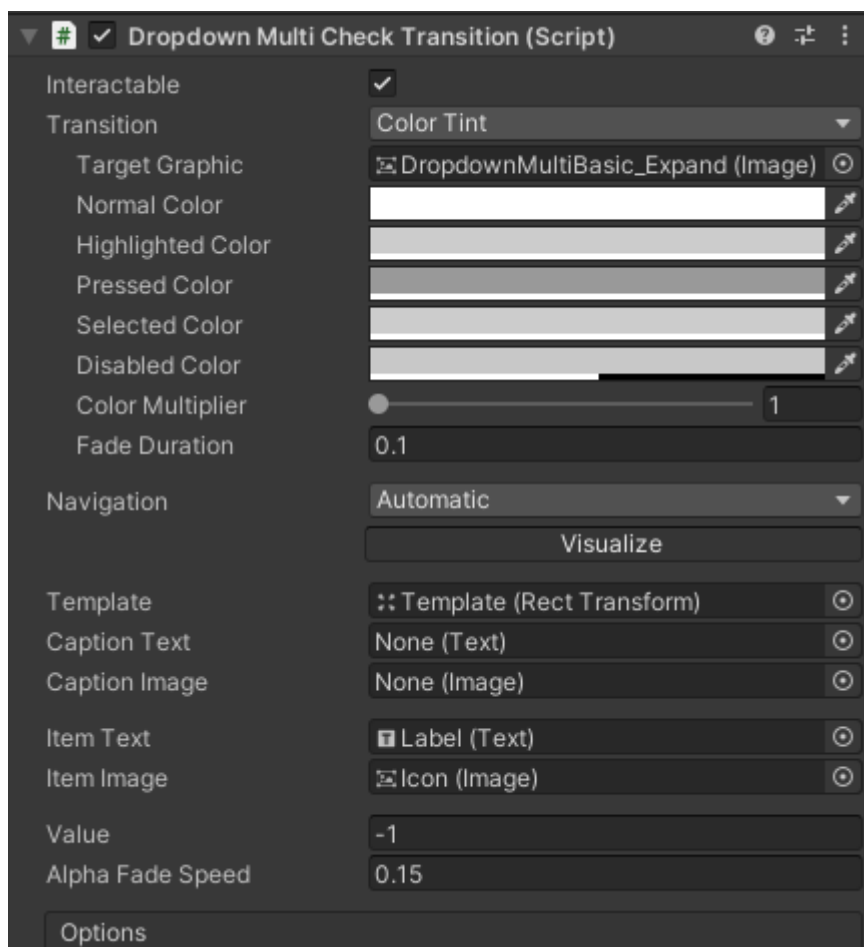 # Dropdown Multi Check Transition (Script)
Interactable
Transition Color Tint
Target Graphic DropdownMultiBasic_Expand (Image)
Normal Color
Highlighted Color
Pressed Color
Selected Color
Disabled Color
Color Multiplier 1
Fade Duration 0.1
Navigation Automatic
Visualize
Template Template (Rect Transform)
Caption Text None (Text)
Caption Image None (Image)
Item Text Label (Text)
Item Image Icon (Image)
Value -1
Alpha Fade Speed 0.15
Options